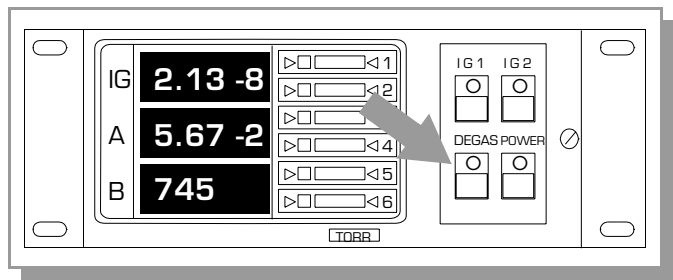 IG 2.13 -8
A 5.67 -2
B 745
1
2
4
5
6
IG1 IG2
DEGAS POWER
TORR